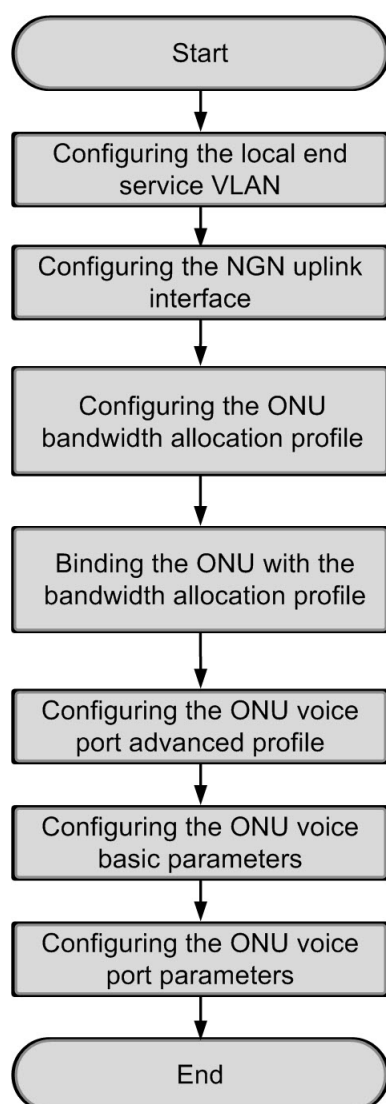 Start
Configuring the local end
service VLAN
Configuring the NGN uplink
interface
Configuring the ONU
bandwidth allocation profile
Binding the ONU with the
bandwidth allocation profile
Configuring the ONU voice
port advanced profile
Configuring the ONU voice
basic parameters
Configuring the ONU voice
port parameters
End